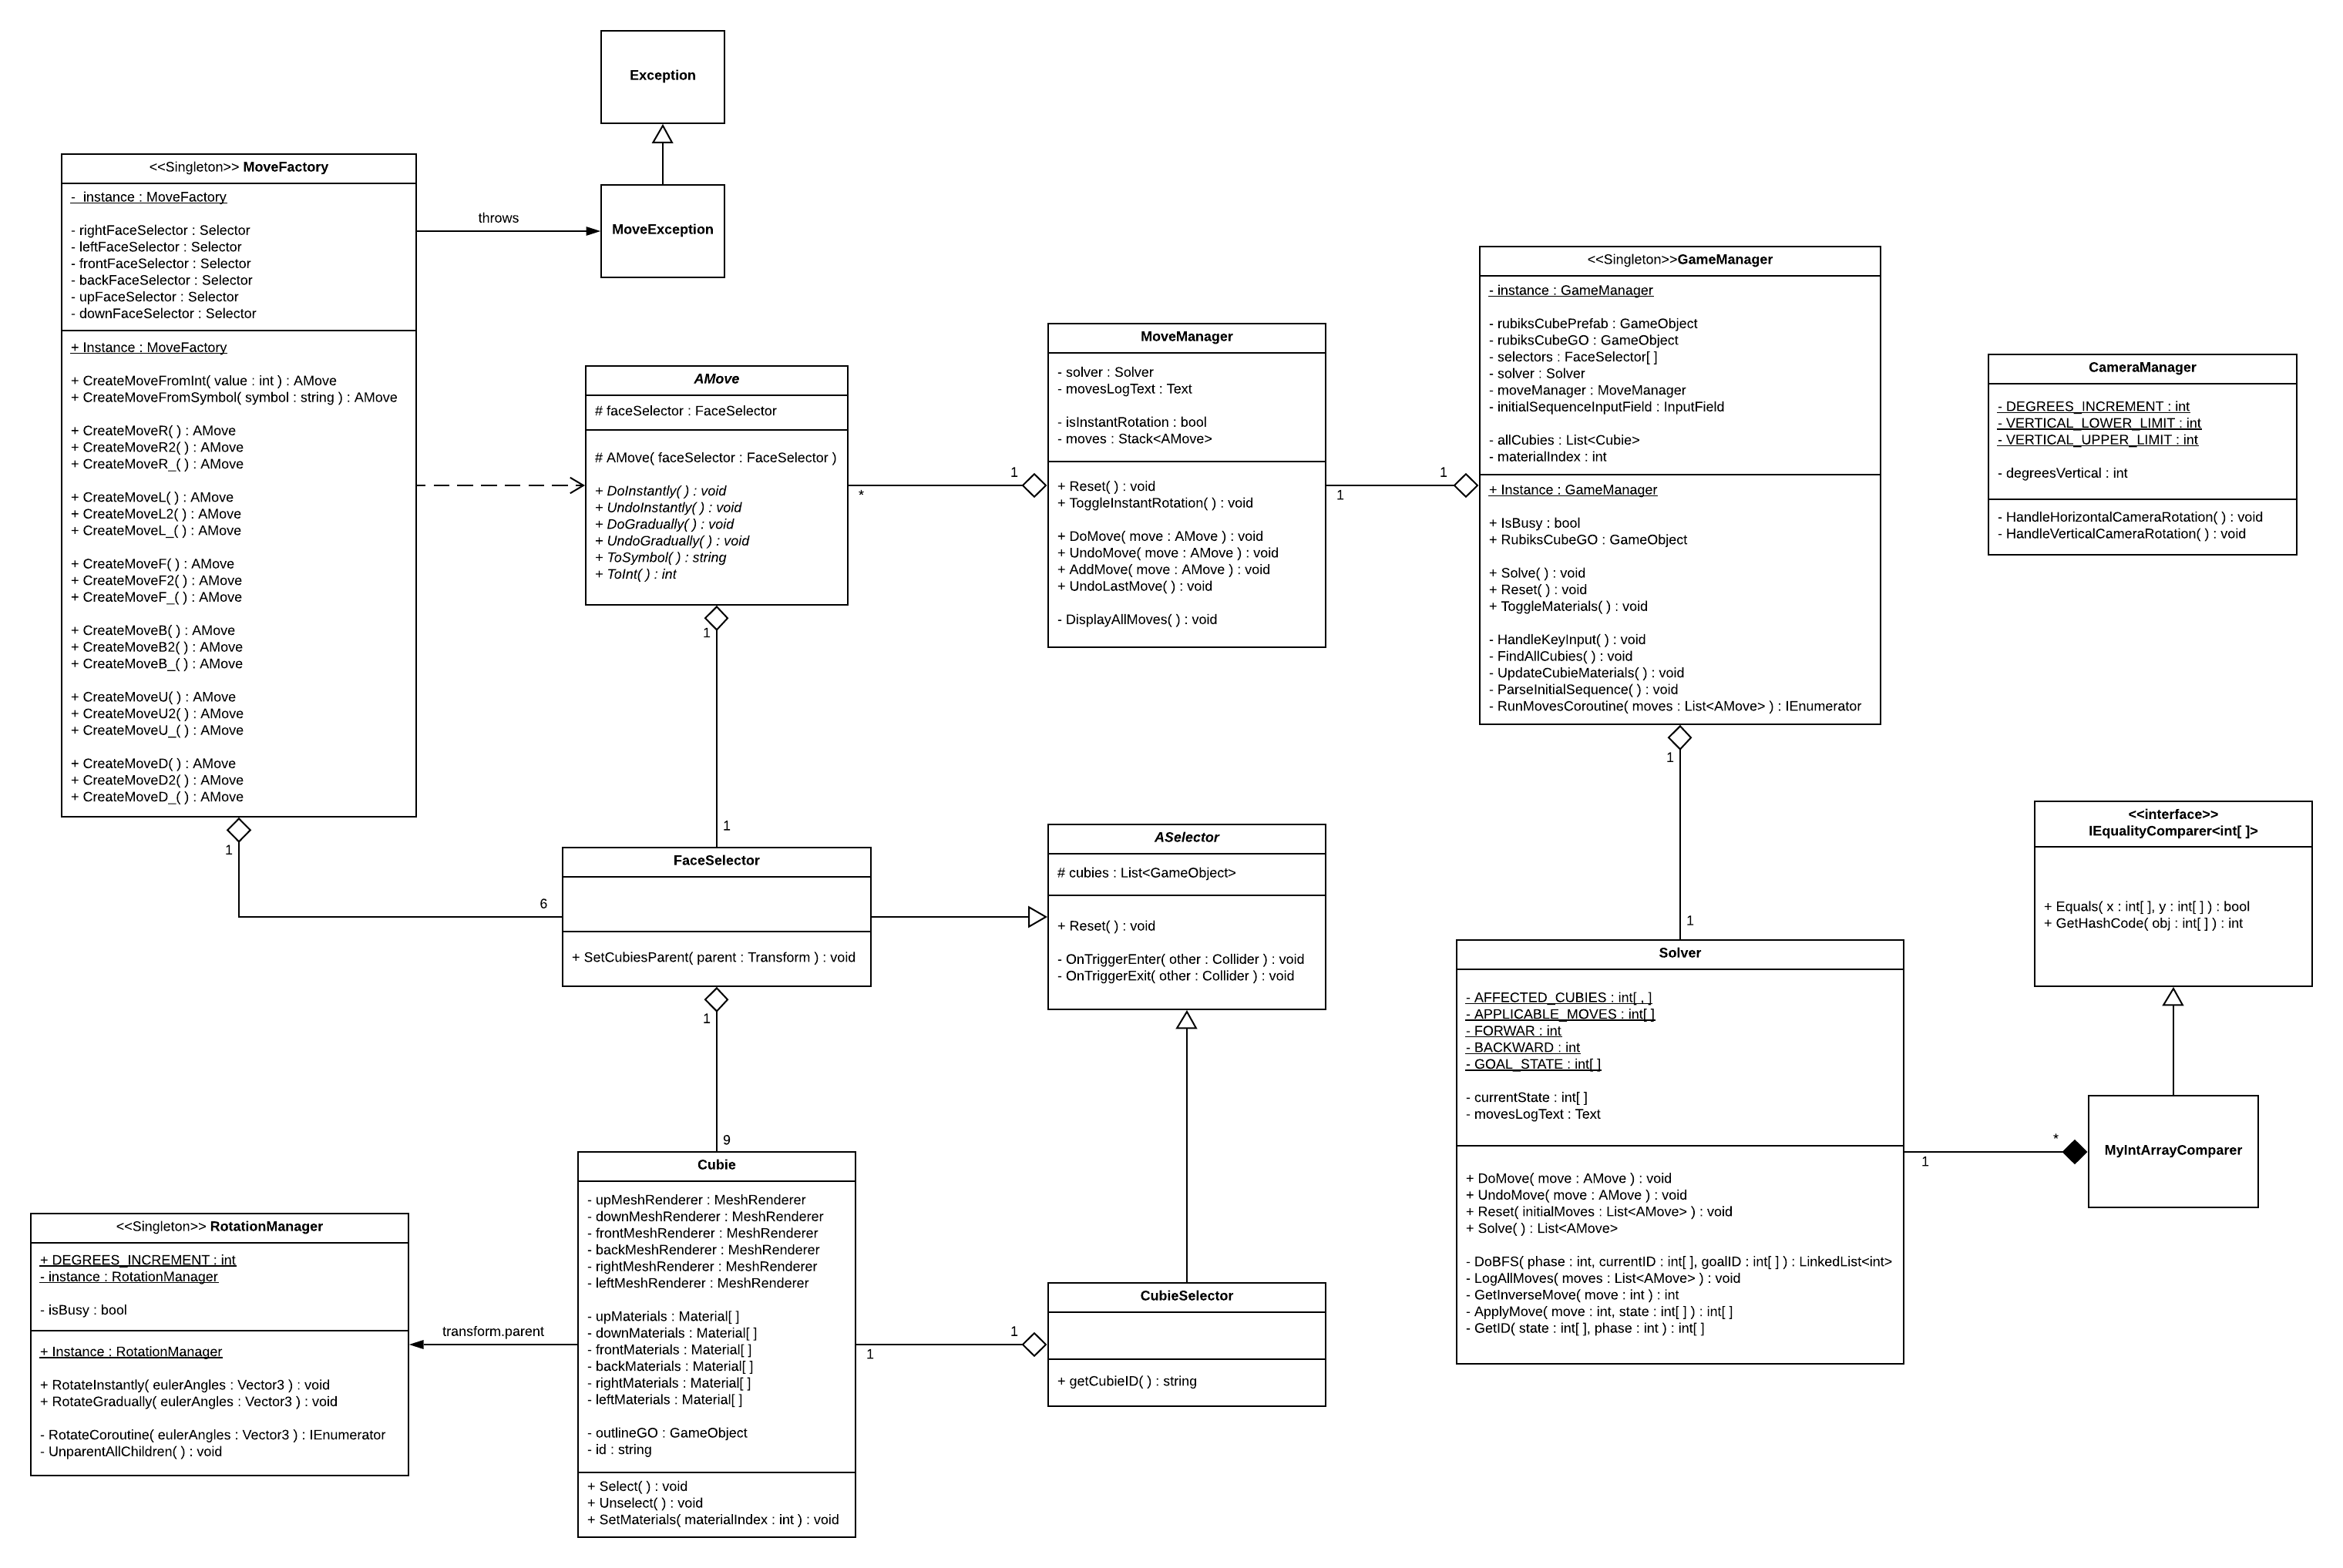 Exception
MoveException
throws
<<Singleton>> MoveFactory
-  instance : MoveFactory
- rightFaceSelector : Selector
- leftFaceSelector : Selector
- frontFaceSelector : Selector
- backFaceSelector : Selector
- upFaceSelector : Selector
- downFaceSelector : Selector
+ Instance : MoveFactory
+ CreateMoveFromInt( value : int ) : AMove
+ CreateMoveFromSymbol( symbol : string ) : AMove
+ CreateMoveR( ) : AMove
+ CreateMoveR2( ) : AMove
+ CreateMoveR_( ) : AMove
+ CreateMoveL( ) : AMove
+ CreateMoveL2( ) : AMove
+ CreateMoveL_( ) : AMove
+ CreateMoveF( ) : AMove
+ CreateMoveF2( ) : AMove
+ CreateMoveF_( ) : AMove
+ CreateMoveB( ) : AMove
+ CreateMoveB2( ) : AMove
+ CreateMoveB_( ) : AMove
+ CreateMoveU( ) : AMove
+ CreateMoveU2( ) : AMove
+ CreateMoveU_( ) : AMove
+ CreateMoveD( ) : AMove
+ CreateMoveD2( ) : AMove
+ CreateMoveD_( ) : AMove
1
6
AMove
# faceSelector : FaceSelector
# AMove( faceSelector : FaceSelector )
+ DoInstantly( ) : void
+ UndoInstantly( ) : void
+ DoGradually( ) : void
+ UndoGradually( ) : void
+ ToSymbol( ) : string
+ ToInt( ) : int
1
1
*
1
MoveManager
- solver : Solver
- movesLogText : Text
- isInstantRotation : bool
- moves : Stack<AMove>
+ Reset( ) : void
+ ToggleInstantRotation( ) : void
+ DoMove( move : AMove ) : void
+ UndoMove( move : AMove ) : void
+ AddMove( move : AMove ) : void
+ UndoLastMove( ) : void
- DisplayAllMoves( ) : void
1
1
<<Singleton>>GameManager
- instance : GameManager
- rubiksCubePrefab : GameObject
- rubiksCubeGO : GameObject
- selectors : FaceSelector[ ]
- solver : Solver
- moveManager : MoveManager
- initialSequenceInputField : InputField
- allCubies : List<Cubie>
- materialIndex : int
+ Instance : GameManager
+ IsBusy : bool
+ RubiksCubeGO : GameObject
+ Solve( ) : void
+ Reset( ) : void
+ ToggleMaterials( ) : void
- HandleKeyInput( ) : void
- FindAllCubies( ) : void
- UpdateCubieMaterials( ) : void
- ParseInitialSequence( ) : void
- RunMovesCoroutine( moves : List<AMove> ) : IEnumerator
1
1
CameraManager
- DEGREES_INCREMENT : int
- VERTICAL_LOWER_LIMIT : int
- VERTICAL_UPPER_LIMIT : int
- degreesVertical : int
- HandleHorizontalCameraRotation( ) : void
- HandleVerticalCameraRotation( ) : void
FaceSelector
+ SetCubiesParent( parent : Transform ) : void
1
9
ASelector
# cubies : List<GameObject>
+ Reset( ) : void
- OnTriggerEnter( other : Collider ) : void
- OnTriggerExit( other : Collider ) : void
Solver
- AFFECTED_CUBIES : int[ , ]
- APPLICABLE_MOVES : int[ ]
- FORWAR : int
- BACKWARD : int
- GOAL_STATE : int[ ]
- currentState : int[ ]
- movesLogText : Text
+ DoMove( move : AMove ) : void
+ UndoMove( move : AMove ) : void
+ Reset( initialMoves : List<AMove> ) : void
+ Solve( ) : List<AMove>
- DoBFS( phase : int, currentID : int[ ], goalID : int[ ] ) : LinkedList<int>
- LogAllMoves( moves : List<AMove> ) : void
- GetInverseMove( move : int ) : int
- ApplyMove( move : int, state : int[ ] ) : int[ ]
- GetID( state : int[ ], phase : int ) : int[ ]
1
*
<<interface>>
IEqualityComparer<int[ ]>
+ Equals( x : int[ ], y : int[ ] ) : bool
+ GetHashCode( obj : int[ ] ) : int
MyIntArrayComparer
<<Singleton>> RotationManager
+ DEGREES_INCREMENT : int
- instance : RotationManager
- isBusy : bool
+ Instance : RotationManager
+ RotateInstantly( eulerAngles : Vector3 ) : void
+ RotateGradually( eulerAngles : Vector3 ) : void
- RotateCoroutine( eulerAngles : Vector3 ) : IEnumerator
- UnparentAllChildren( ) : void
transform.parent
Cubie
- upMeshRenderer : MeshRenderer
- downMeshRenderer : MeshRenderer
- frontMeshRenderer : MeshRenderer
- backMeshRenderer : MeshRenderer
- rightMeshRenderer : MeshRenderer
- leftMeshRenderer : MeshRenderer
- upMaterials : Material[ ]
- downMaterials : Material[ ]
- frontMaterials : Material[ ]
- backMaterials : Material[ ]
- rightMaterials : Material[ ]
- leftMaterials : Material[ ]
- outlineGO : GameObject
- id : string
+ Select( ) : void
+ Unselect( ) : void
+ SetMaterials( materialIndex : int ) : void
1
1
CubieSelector
+ getCubieID( ) : string